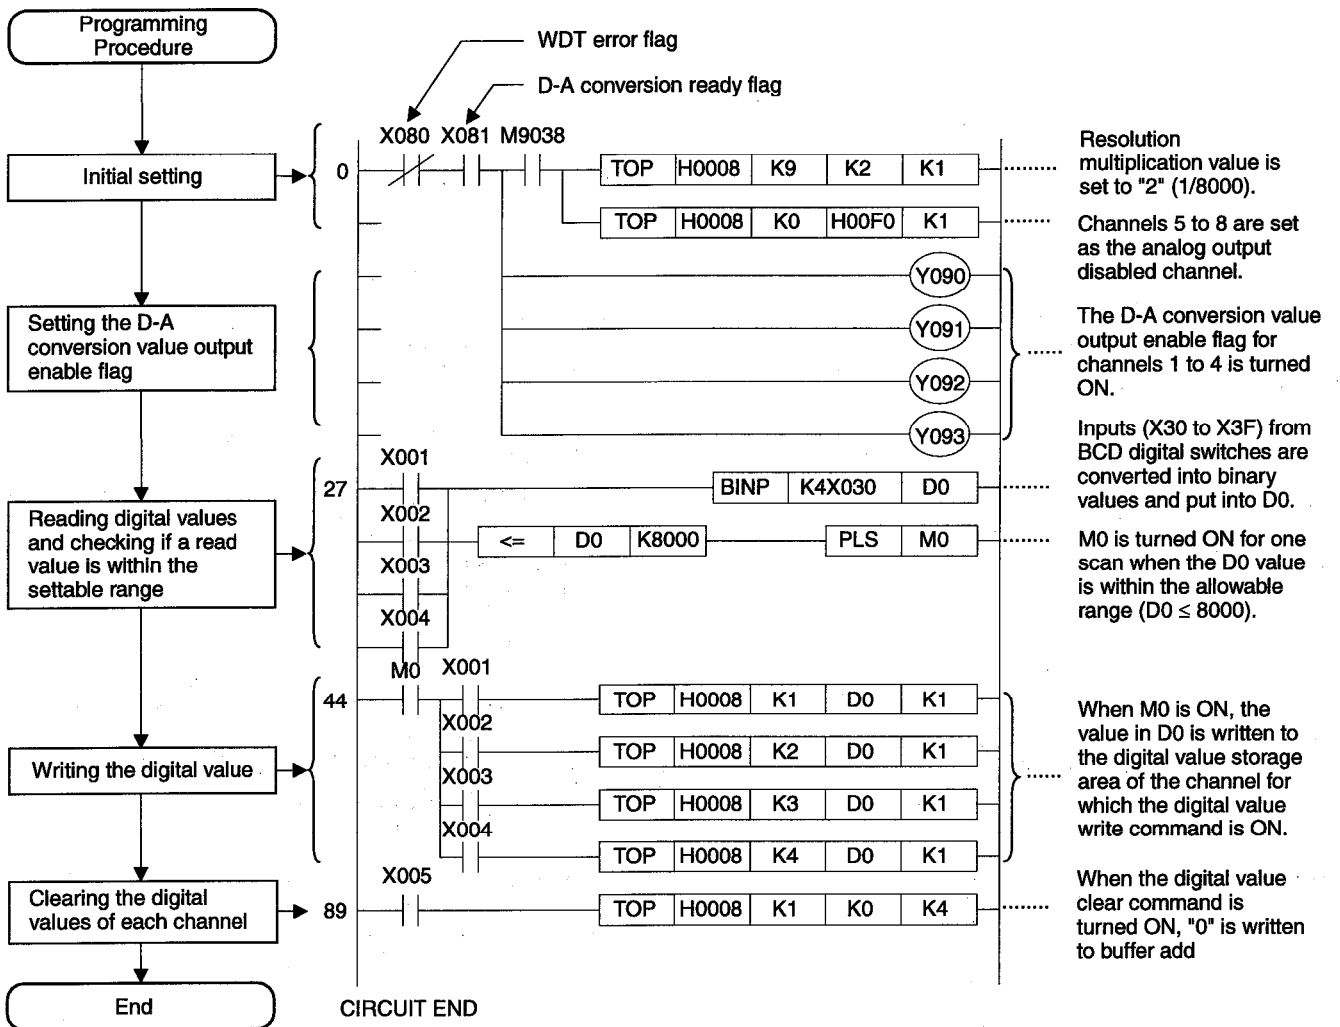 Programming
Procedure
WDT error flag
D-A conversion ready flag
X080 X081 M9038
Initial setting
0
TOP H0008 K9 K2 K1
Resolution
multiplication value is
set to "2" (1/8000).
TOP H0008 K0 H00F0 K1
Channels 5 to 8 are set
as the analog output
disabled channel.
Setting the D-A
conversion value output
enable flag
Y090
Y091
Y092
Y093
The D-A conversion value
output enable flag for
channels 1 to 4 is turned
ON.
Reading digital values
and checking if a read
value is within the
settable range
X001
27
BINP K4X030 D0
Inputs (X30 to X3F) from
BCD digital switches are
converted into binary
values and put into D0.
X002
<= D0 K8000 PLS M0
M0 is turned ON for one
scan when the D0 value
is within the allowable
range (D0 ≤ 8000).
X003
X004
Writing the digital value
M0 X001
44
TOP H0008 K1 D0 K1
X002
TOP H0008 K2 D0 K1
X003
TOP H0008 K3 D0 K1
X004
TOP H0008 K4 D0 K1
When M0 is ON, the
value in D0 is written to
the digital value storage
area of the channel for
which the digital value
write command is ON.
Clearing the digital
values of each channel
X005
89
TOP H0008 K1 K0 K4
When the digital value
clear command is
turned ON, "0" is written
to buffer add
End
CIRCUIT END